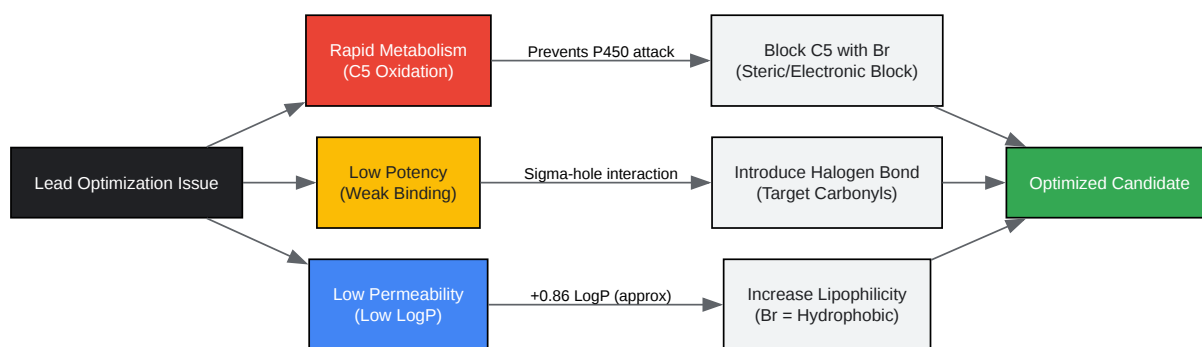 Lead Optimization Issue
Rapid Metabolism
(C5 Oxidation)
Prevents P450 attack
Block C5 with Br
(Steric/Electronic Block)
Low Potency
(Weak Binding)
Sigma-hole interaction
Introduce Halogen Bond
(Target Carbonyls)
Low Permeability
(Low LogP)
+0.86 LogP (approx)
Increase Lipophilicity
(Br = Hydrophobic)
Optimized Candidate